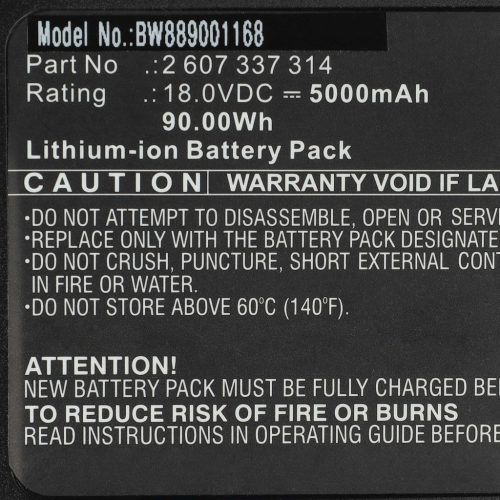 Model No.:BW889001168
Part No .:2 607 337 314
Rating .:18.0VDC ⎓ 5000mAh
90.00Wh
Lithium-ion Battery Pack
CAUTION WARRANTY VOID IF LA
•DO NOT ATTEMPT TO DISASSEMBLE, OPEN OR SERV
•REPLACE ONLY WITH THE BATTERY PACK DESIGNATE
•DO NOT CRUSH, PUNCTURE, SHORT EXTERNAL CONT
IN FIRE OR WATER.
•DO NOT STORE ABOVE 60°C (140°F).
ATTENTION!
NEW BATTERY PACK MUST BE FULLY CHARGED BE
TO REDUCE RISK OF FIRE OR BURNS
READ INSTRUCTIONS IN OPERATING GUIDE BEFORE